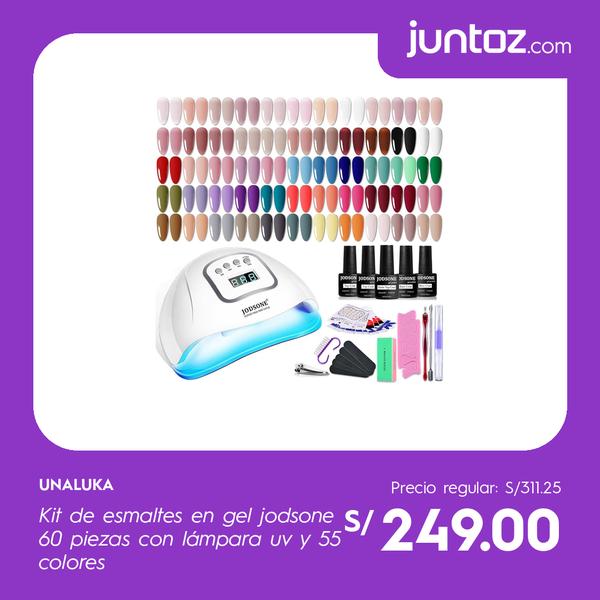 juntoz.com
JODSONE
UNALUKA
Kit de esmaltes en gel jodsone
60 piezas con lámpara uv y 55
colores
Precio regular: S/311.25
S/ 249.00